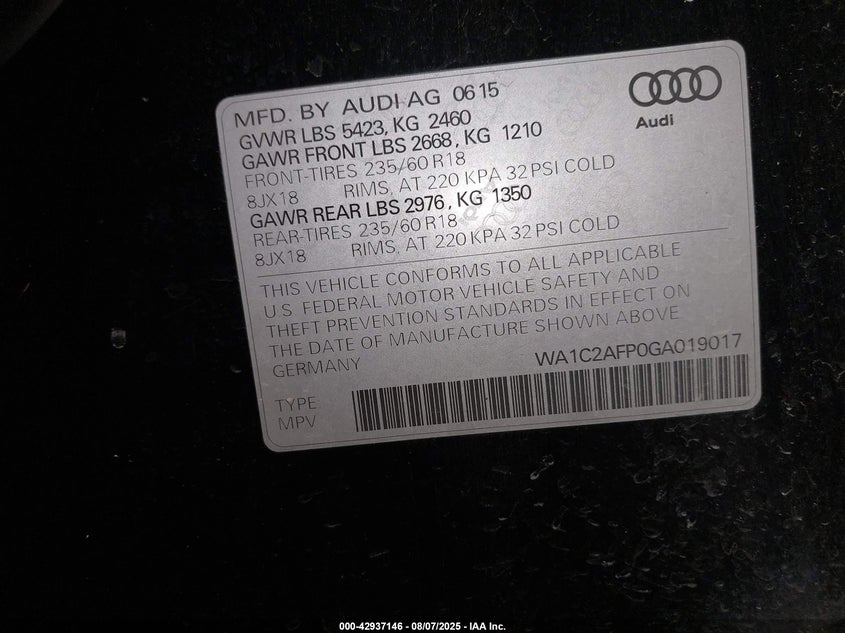 MFD. BY AUDI AG 06 15
GVWR LBS 5423, KG 2460
GAWR FRONT LBS 2668, KG 1210
FRONT-TIRES 235/60 R18
8JX18 RIMS, AT 220 KPA 32 PSI COLD
GAWR REAR LBS 2976, KG 1350
REAR-TIRES 235/60 R18
8JX18 RIMS, AT 220 KPA 32 PSI COLD
Audi
THIS VEHICLE CONFORMS TO ALL APPLICABLE
U.S. FEDERAL MOTOR VEHICLE SAFETY AND
THEFT PREVENTION STANDARDS IN EFFECT ON
THE DATE OF MANUFACTURE SHOWN ABOVE
GERMANY WA1C2AFP0GA019017
TYPE
MPV
000-42937146 - 08/07/2025 - IAA Inc.